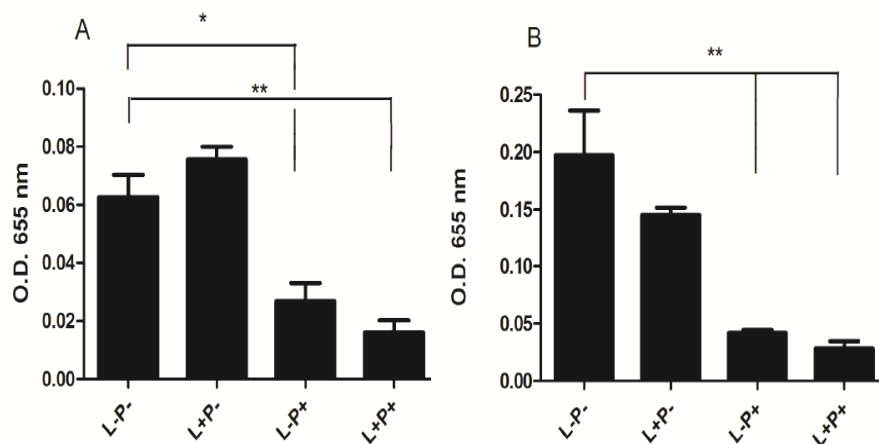 A
*
**
0.10
0.08
0.06
0.04
0.02
0.00
O.D. 655 nm
L-P-
L+P-
L-P+
L+P+
B
**
0.25
0.20
0.15
0.10
0.05
0.00
O.D. 655 nm
L-P-
L+P-
L-P+
L+P+